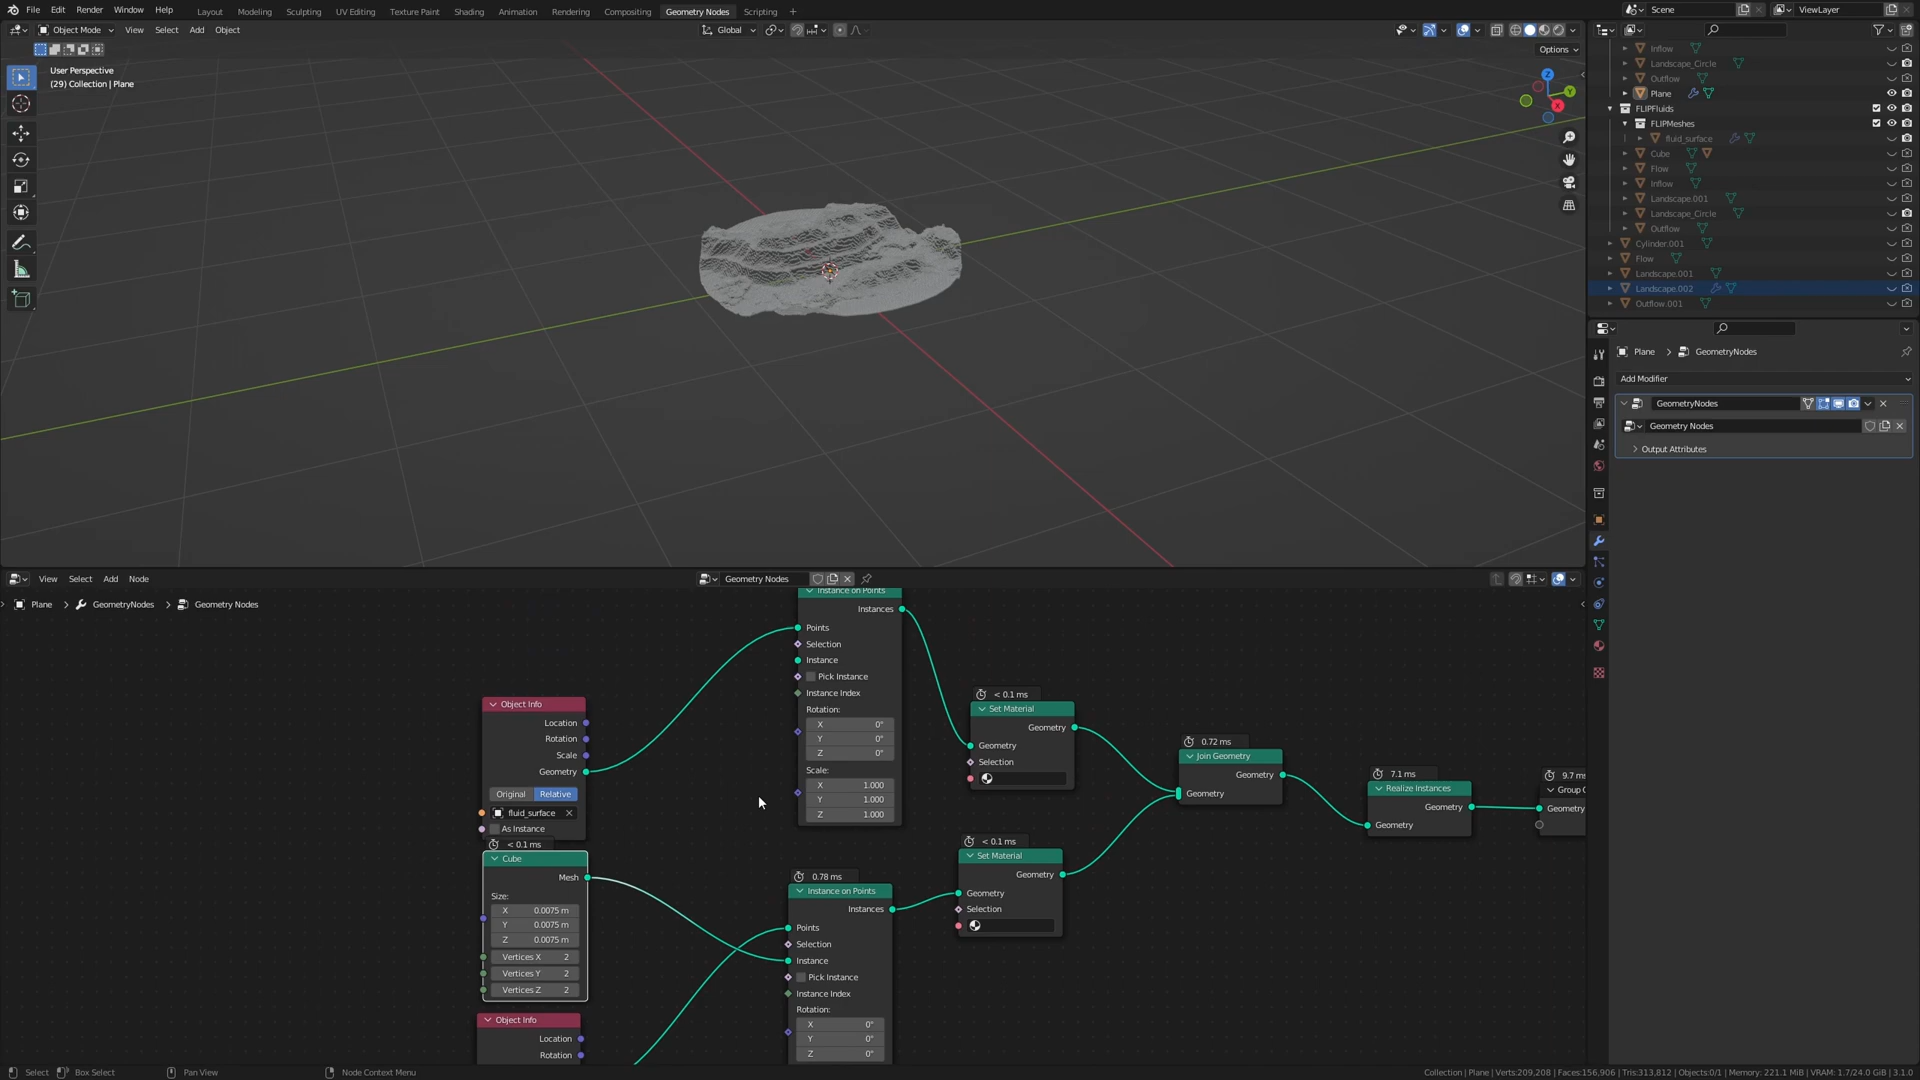 File Edit Render Window Help Layout Modeling Sculpting UV Editing Texture Paint Shading Animation Rendering Compositing Geometry Nodes Scripting + Scene ViewLayer
Object Mode View Select Add Object Global
Options
User Perspective
(29) Collection | Plane
Z
Y
X
Inflow
Landscape_Circle
Outflow
Plane
FLIPFluids
FLIPMeshes
fluid_surface
Cube
Flow
Inflow
Landscape.001
Landscape_Circle
Outflow
Cylinder.001
Flow
Landscape.001
Landscape.002
Outflow.001
Plane > GeometryNodes
Add Modifier
GeometryNodes
Geometry Nodes
Output Attributes
View Select Add Node Geometry Nodes
Plane > GeometryNodes > Geometry Nodes
Instance on Points
Instances
Points
Selection
Instance
Pick Instance
Instance Index
Rotation:
X 0°
Y 0°
Z 0°
Scale:
X 1.000
Y 1.000
Z 1.000
Object Info
Location
Rotation
Scale
Geometry
Original Relative
fluid_surface
As Instance
< 0.1 ms
Cube
Mesh
Size:
X 0.0075 m
Y 0.0075 m
Z 0.0075 m
Vertices X 2
Vertices Y 2
Vertices Z 2
Object Info
Location
Rotation
0.78 ms
Instance on Points
Instances
Points
Selection
Instance
Pick Instance
Instance Index
Rotation:
X 0°
Y 0°
Z 0°
< 0.1 ms
Set Material
Geometry
Geometry
Selection
< 0.1 ms
Set Material
Geometry
Geometry
Selection
0.72 ms
Join Geometry
Geometry
Geometry
7.1 ms
Realize Instances
Geometry
Geometry
9.7 ms
Group O
Geometry
Select Box Select Pan View Node Context Menu
Collection | Plane | Verts:209,208 | Faces:156,906 | Tris:313,812 | Objects:0/1 | Memory: 221.1 MiB | VRAM: 1.7/24.0 GiB | 3.1.0